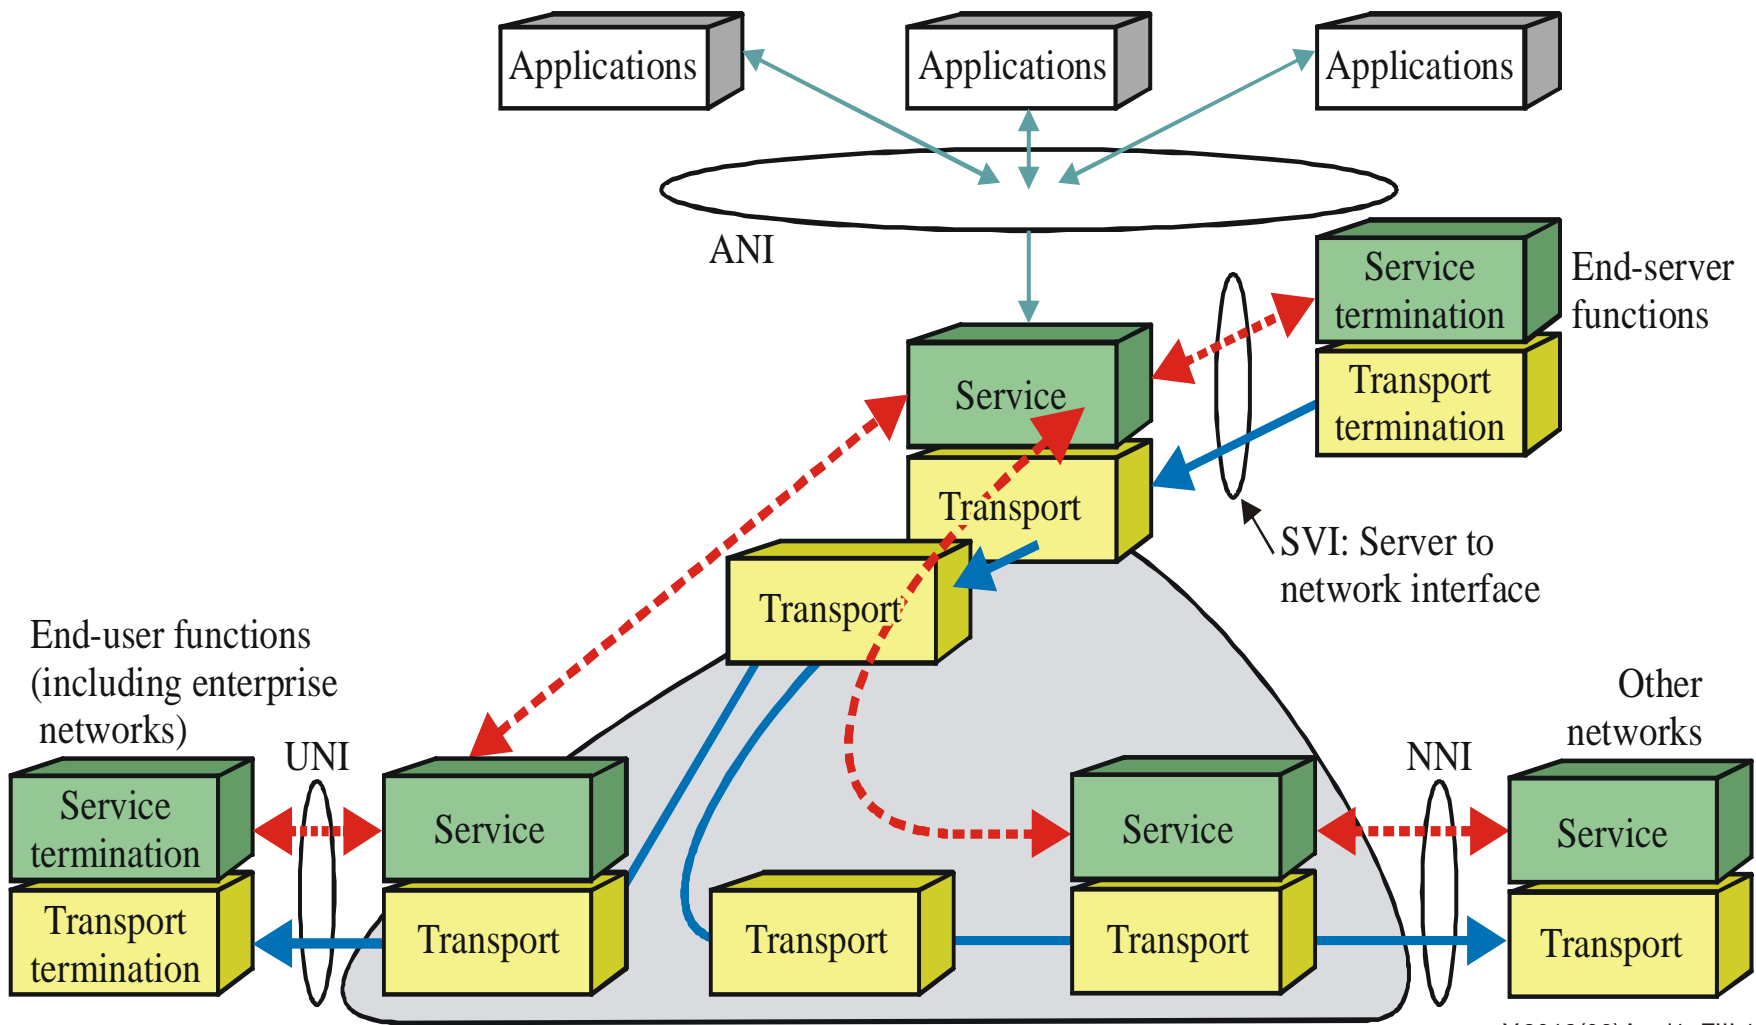 Applications
Applications
Applications
ANI
Service
termination
Transport
termination
End-server
functions
Service
Transport
SVI: Server to
network interface
Transport
End-user functions
(including enterprise
networks)
UNI
Service
termination
Transport
termination
Service
Transport
Transport
Service
Transport
NNI
Other
networks
Service
Transport